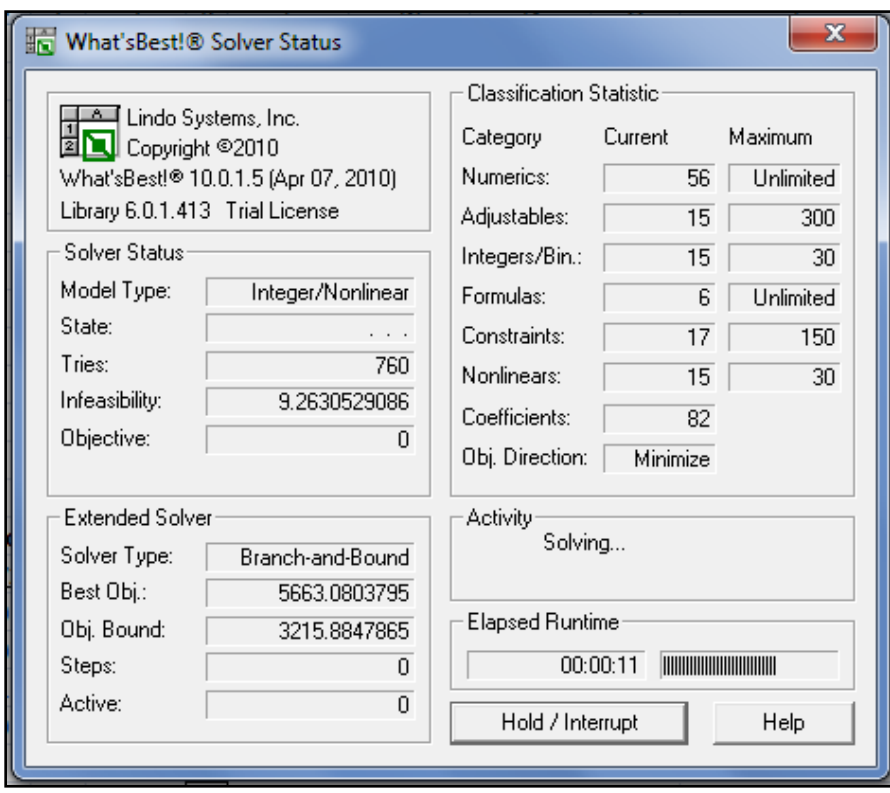 What'sBest!® Solver Status
Lindo Systems, Inc.
Copyright ©2010
What'sBest!® 10.0.1.5 (Apr 07, 2010)
Library 6.0.1.413 Trial License
Solver Status
Model Type: Integer/Nonlinear
State: . . .
Tries: 760
Infeasibility: 9.2630529086
Objective: 0
Extended Solver
Solver Type: Branch-and-Bound
Best Obj.: 5663.0803795
Obj. Bound: 3215.8847865
Steps: 0
Active: 0
Classification Statistic
Category Current Maximum
Numerics: 56 Unlimited
Adjustables: 15 300
Integers/Bin.: 15 30
Formulas: 6 Unlimited
Constraints: 17 150
Nonlinears: 15 30
Coefficients: 82
Obj. Direction: Minimize
Activity
Solving...
Elapsed Runtime
00:00:11
Hold / Interrupt Help